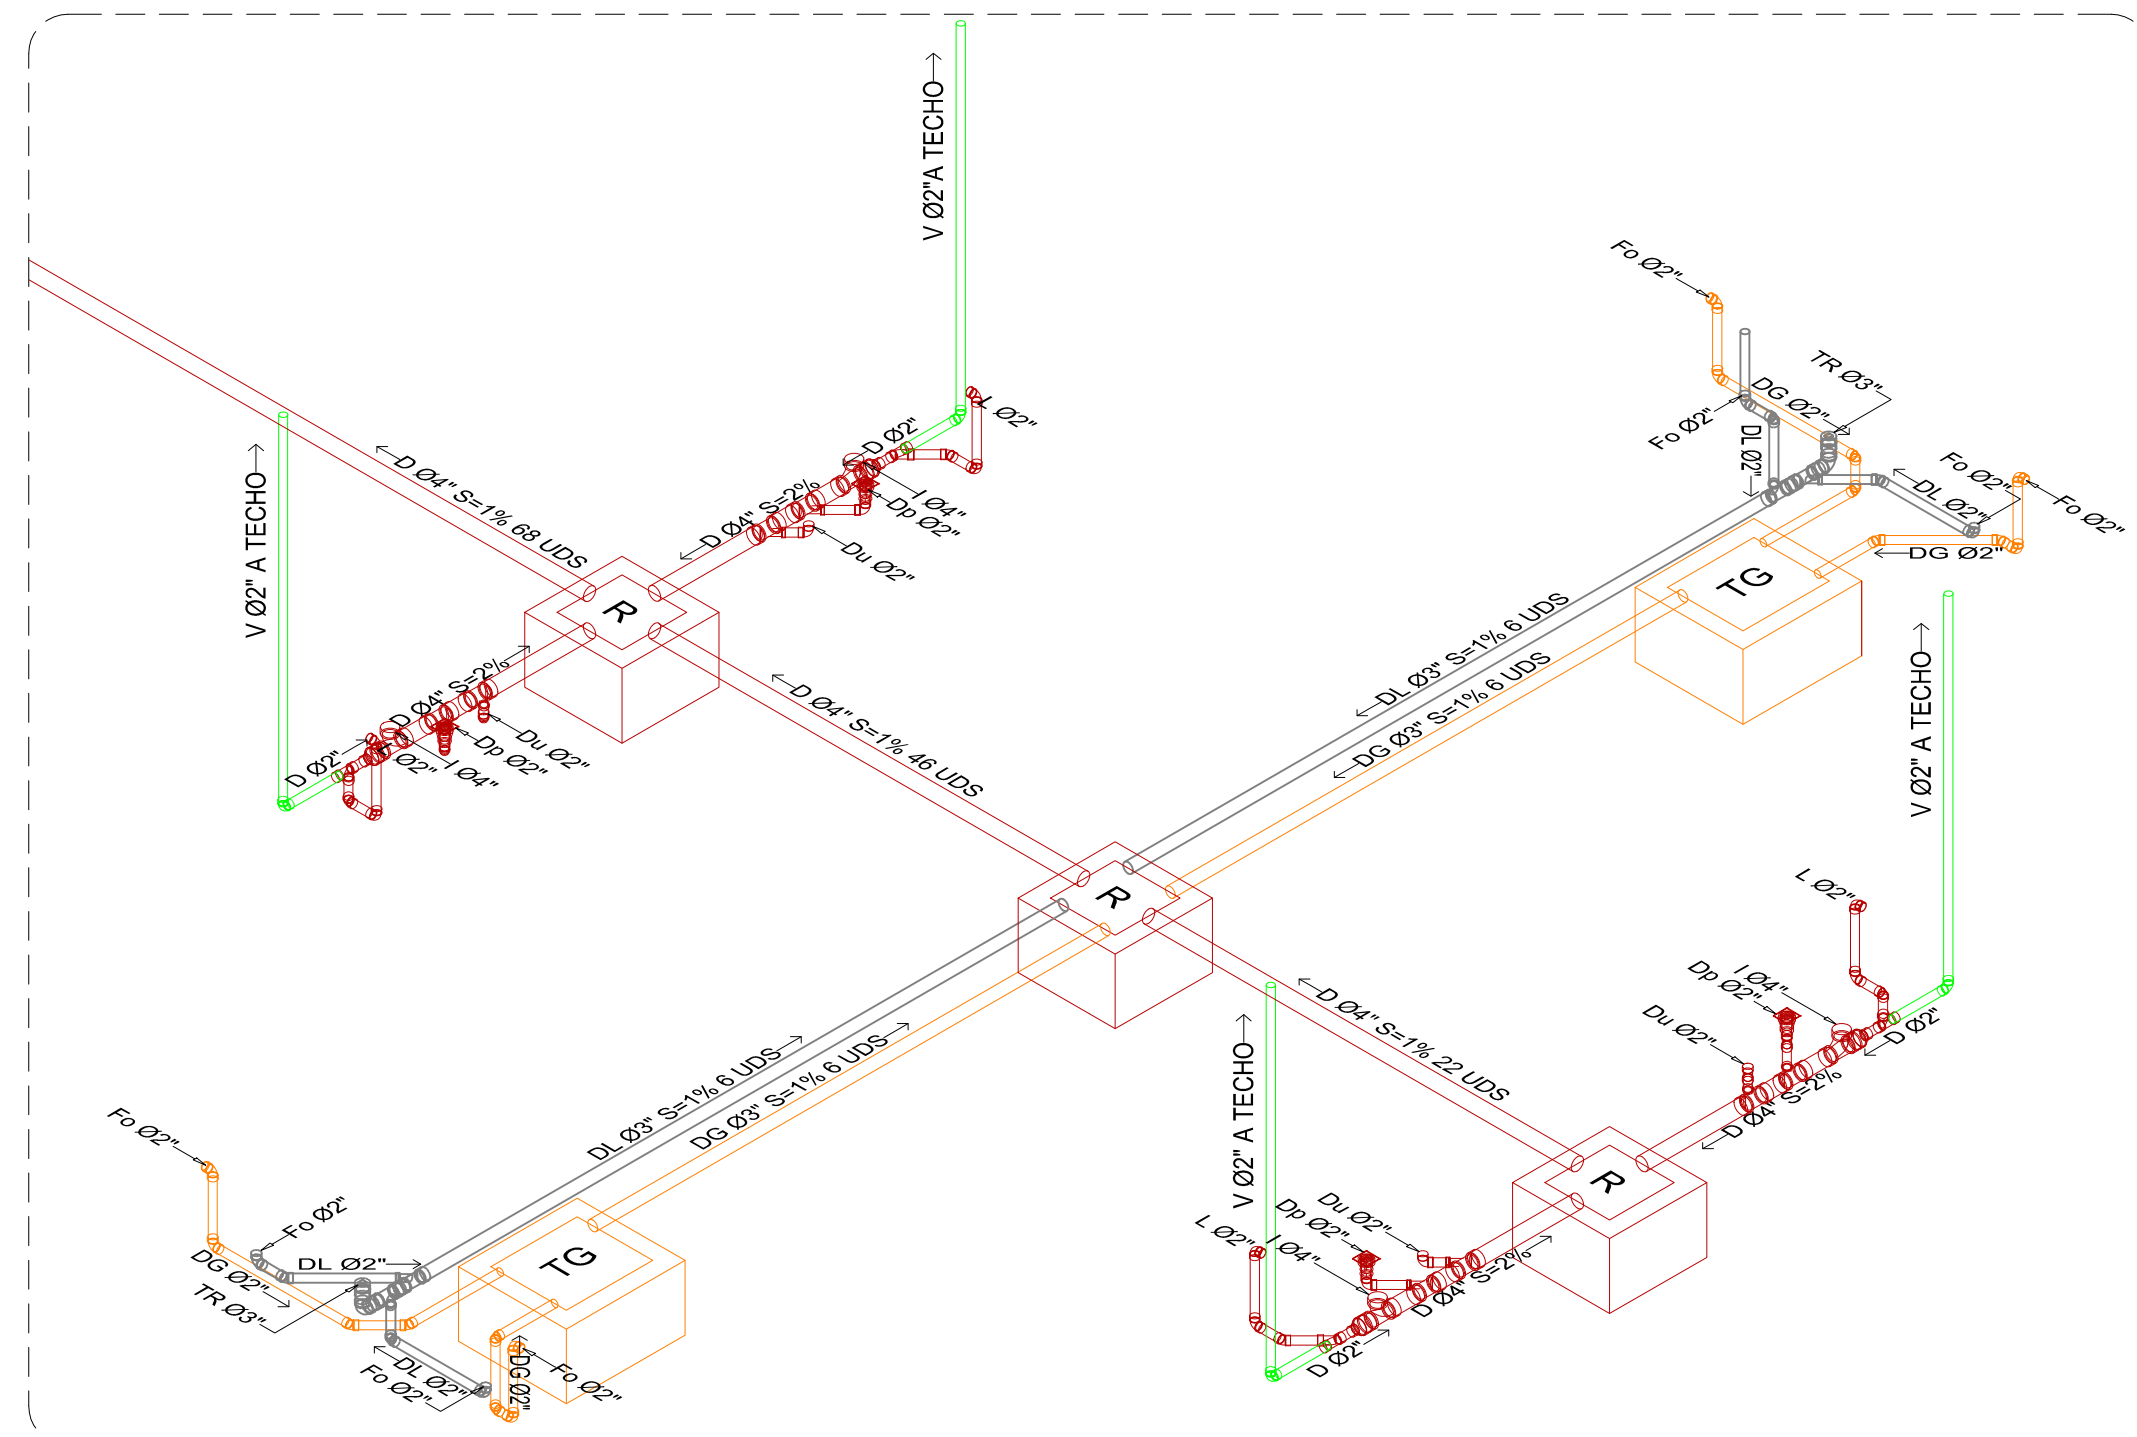 V Ø2"A TECHO
Fo Ø2"
TR Ø3"
DG Ø2"
Fo Ø2"
DL Ø2"
L Ø2"
D Ø2"
D Ø4" S=1% 68 UDS
D Ø4" S=2%
I Ø4"
Dp Ø2"
Du Ø2"
Fo Ø2"
DL Ø2"
Fo Ø2"
DG Ø2"
V Ø2" A TECHO
R
TG
DL Ø3" S=1% 6 UDS
DG Ø3" S=1% 6 UDS
V Ø2" A TECHO
D Ø4" S=2%
D Ø4" S=1% 46 UDS
D Ø2"
Ø2"
I Ø4"
Dp Ø2"
Du Ø2"
R
L Ø2"
I Ø4"
Dp Ø2"
Du Ø2"
D Ø2"
D Ø4" S=2%
D Ø4" S=1% 22 UDS
V Ø2" A TECHO
DL Ø3" S=1% 6 UDS
DG Ø3" S=1% 6 UDS
Fo Ø2"
Fo Ø2"
DL Ø2"
DG Ø2"
TR Ø3"
TG
R
Du Ø2"
Dp Ø2"
L Ø2"
I Ø4"
D Ø4" S=2%
D Ø2"
DL Ø2"
Fo Ø2"
DG Ø2"
Fo Ø2"